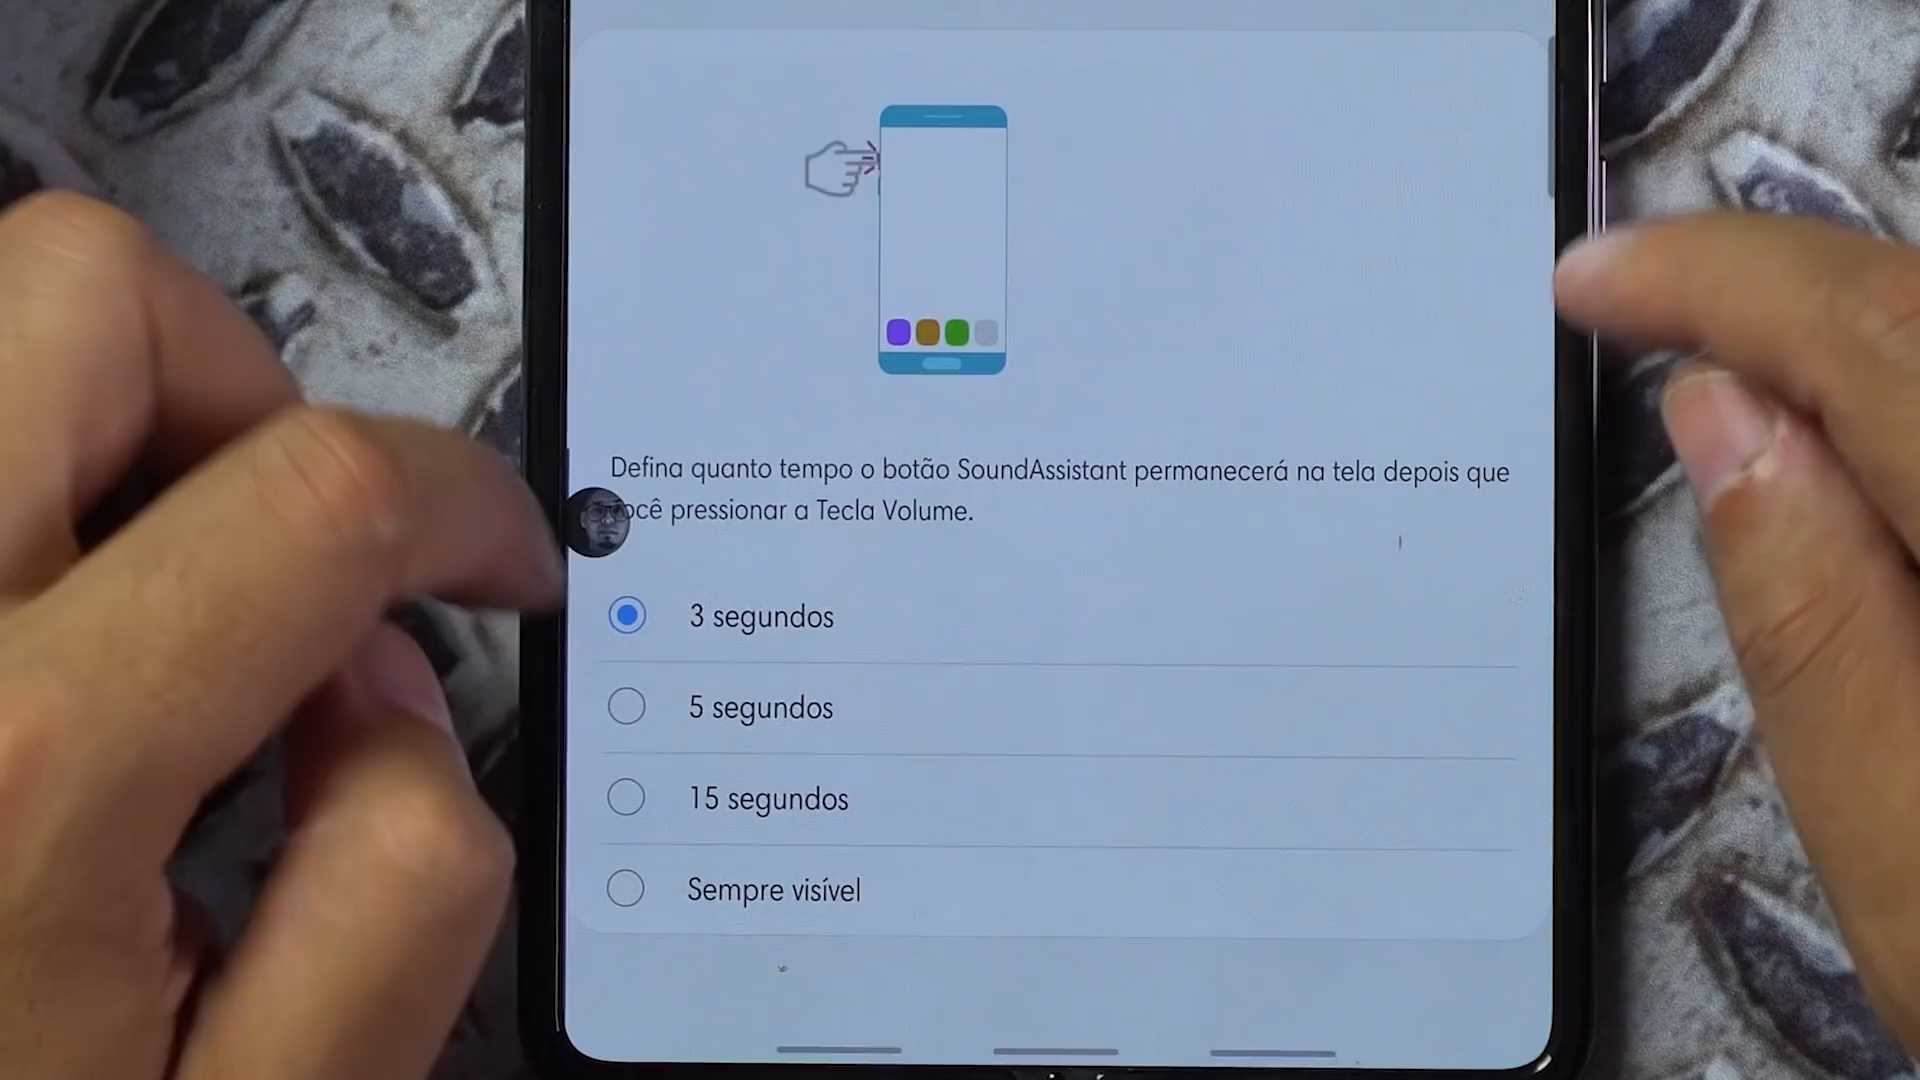 Defina quanto tempo o botão SoundAssistant permanecerá na tela depois que
você pressionar a Tecla Volume.
3 segundos
5 segundos
15 segundos
Sempre visível